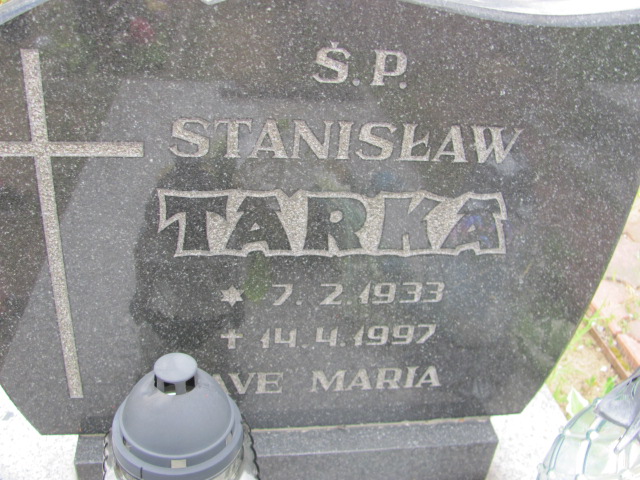 Ś.P.
STANISŁAW
TARKA
* 7.2.1933
+ 14.4.1997
AVE MARIA